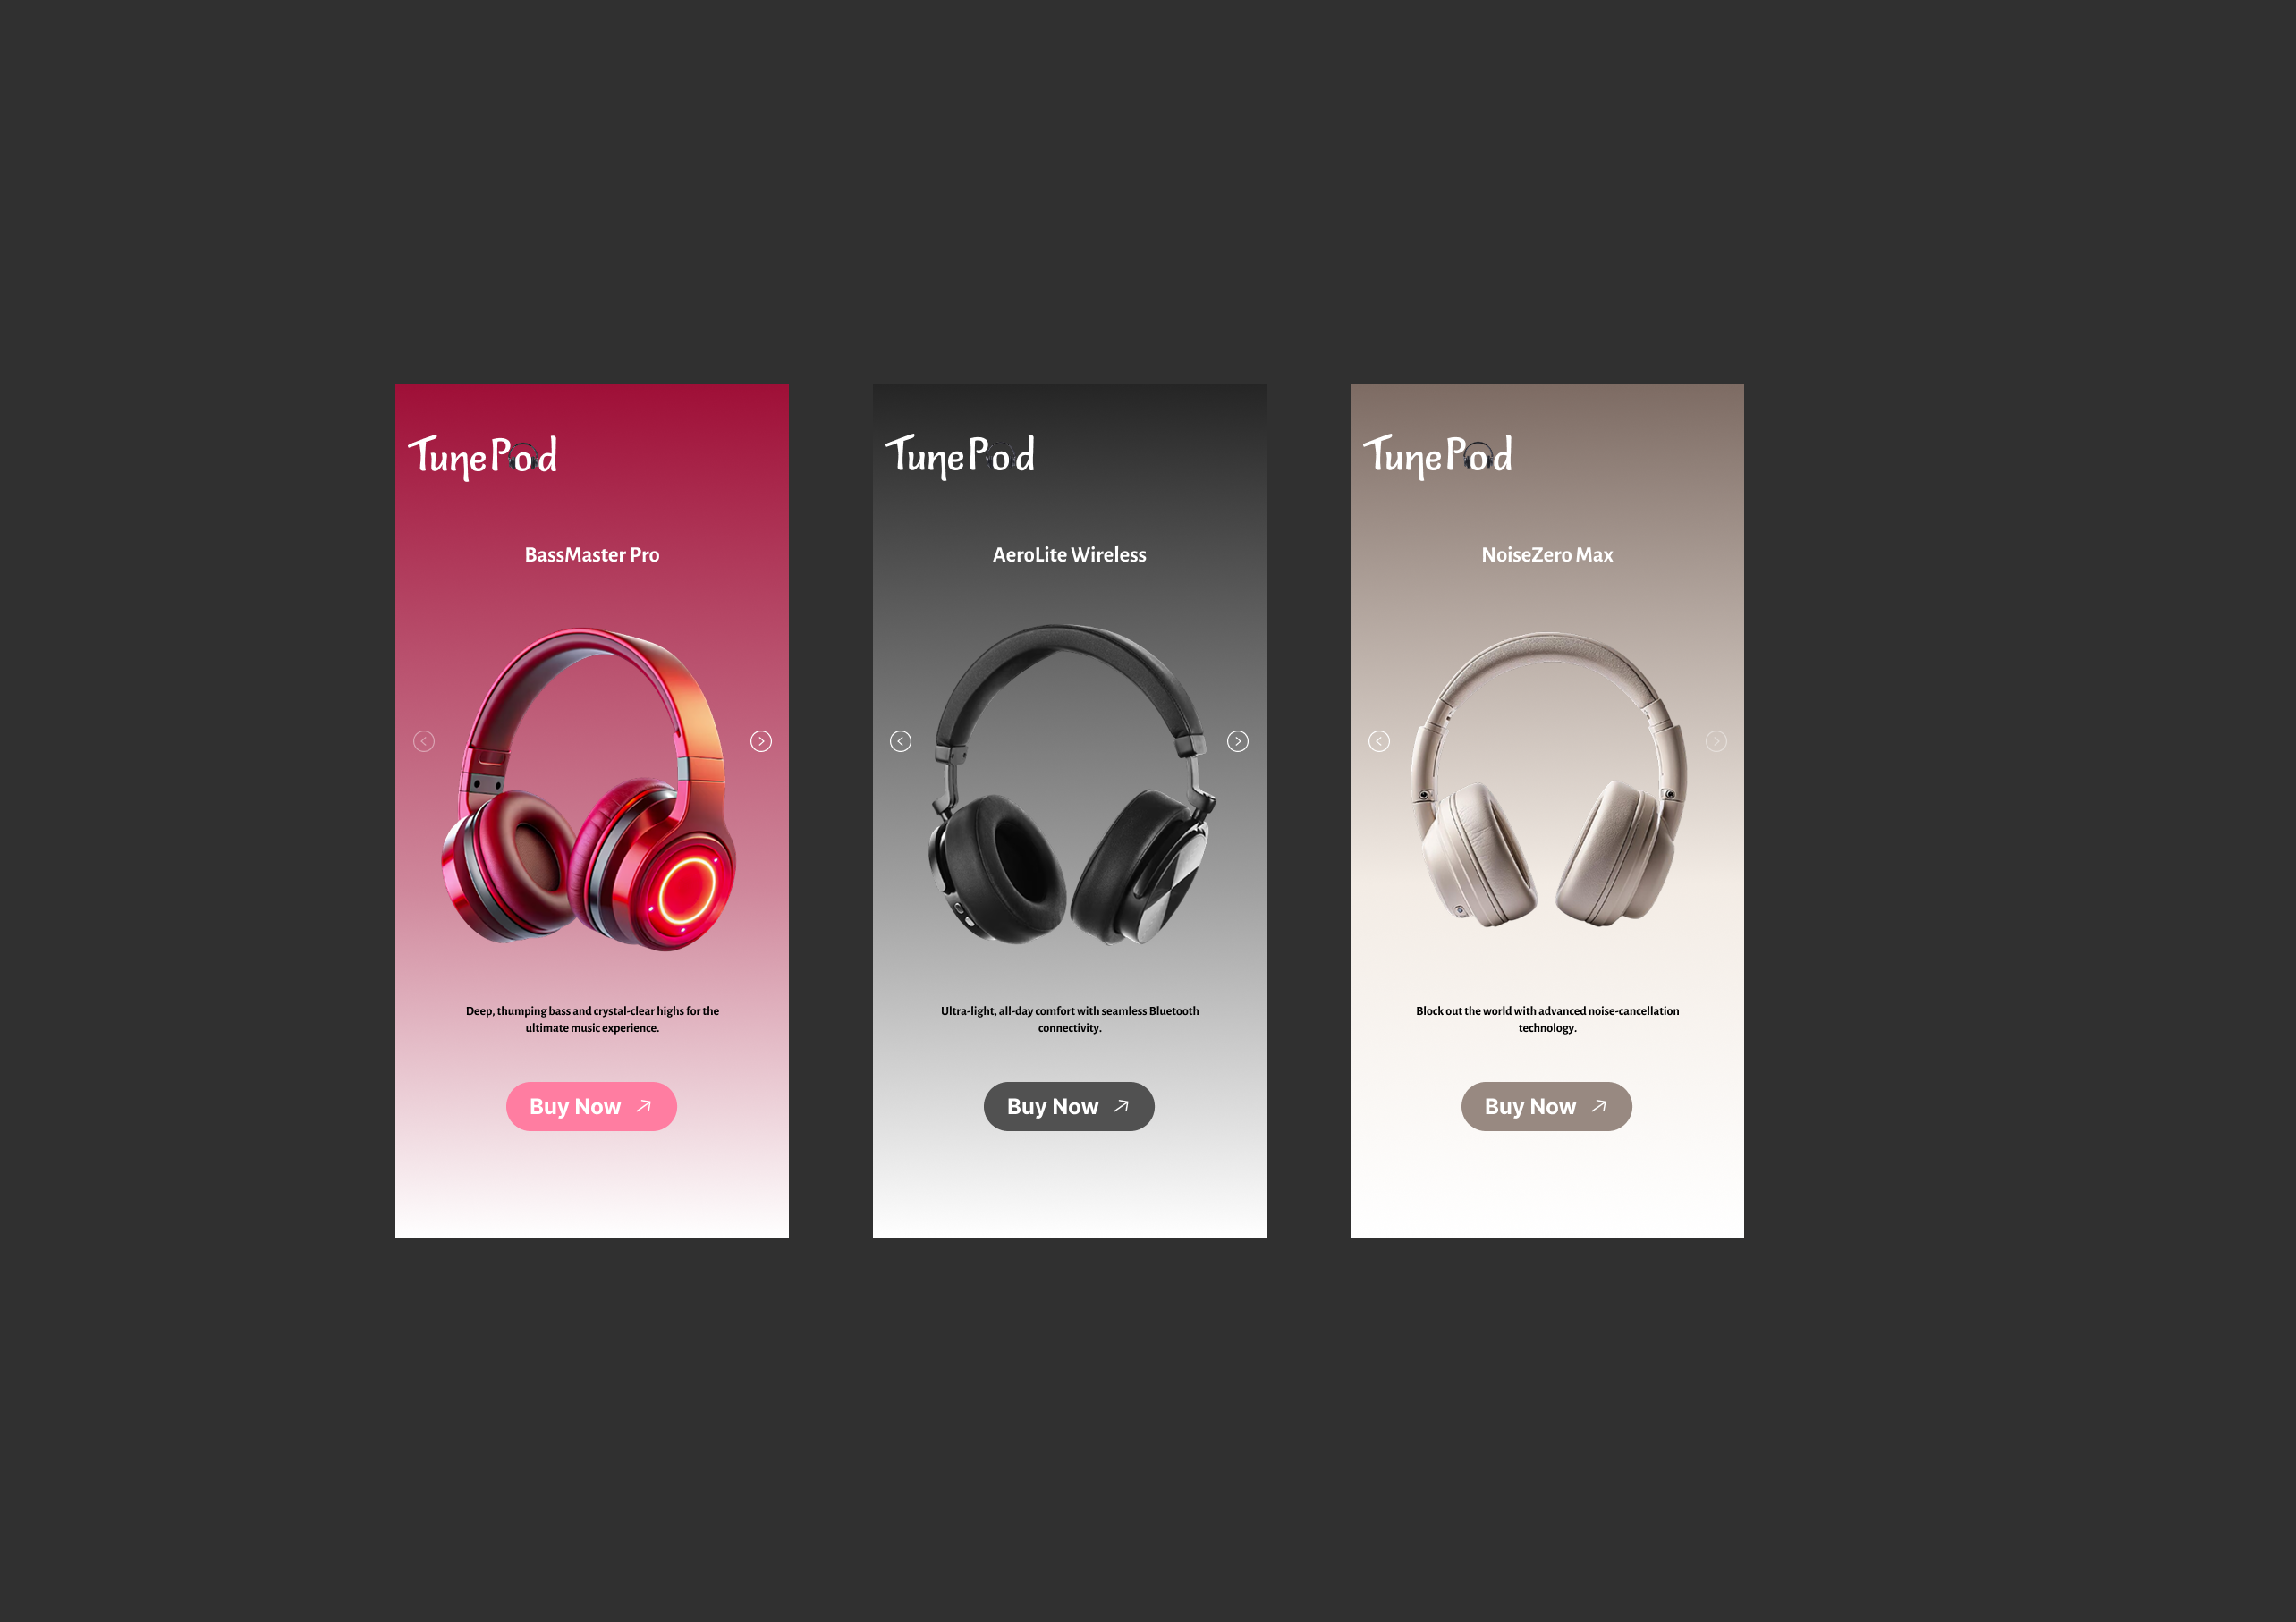 TunePod
BassMaster Pro
Deep, thumping bass and crystal-clear highs for the
ultimate music experience.
Buy Now
TunePod
AeroLite Wireless
Ultra-light, all-day comfort with seamless Bluetooth
connectivity.
Buy Now
TunePod
NoiseZero Max
Block out the world with advanced noise-cancellation
technology.
Buy Now